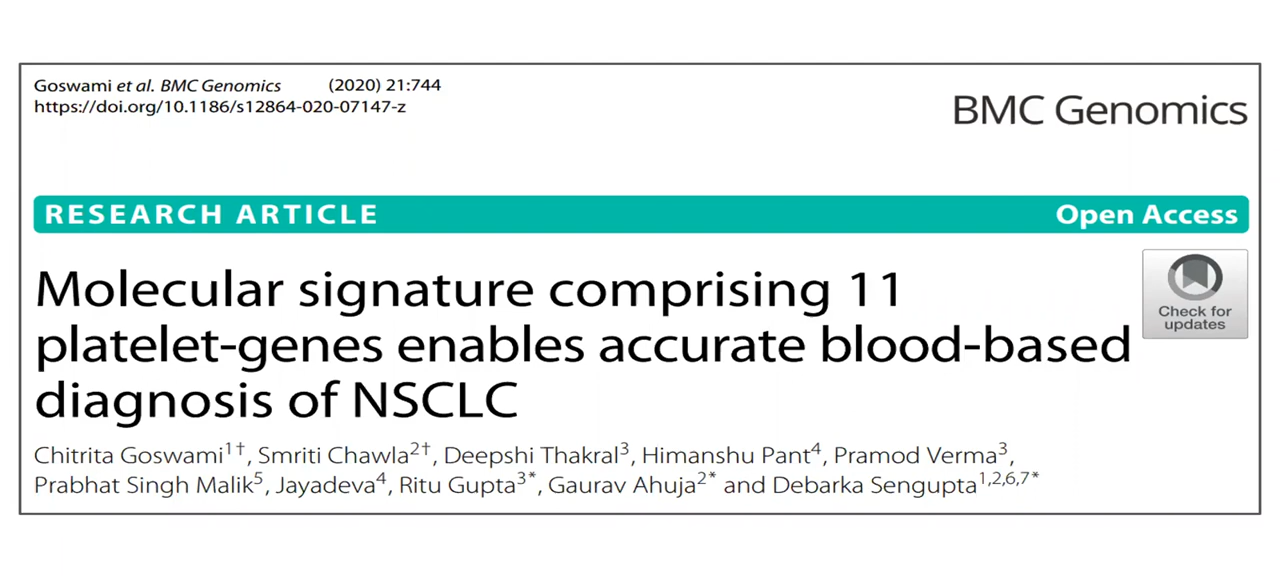 Goswami et al. BMC Genomics (2020) 21:744
https://doi.org/10.1186/s12864-020-07147-z
BMC Genomics
RESEARCH ARTICLE Open Access
Molecular signature comprising 11
platelet-genes enables accurate blood-based
diagnosis of NSCLC
Check for
updates
Chitrita Goswami1†, Smriti Chawla2†, Deepshi Thakral3, Himanshu Pant4, Pramod Verma3,
Prabhat Singh Malik5, Jayadeva4, Ritu Gupta3*, Gaurav Ahuja2* and Debarka Sengupta1,2,6,7*